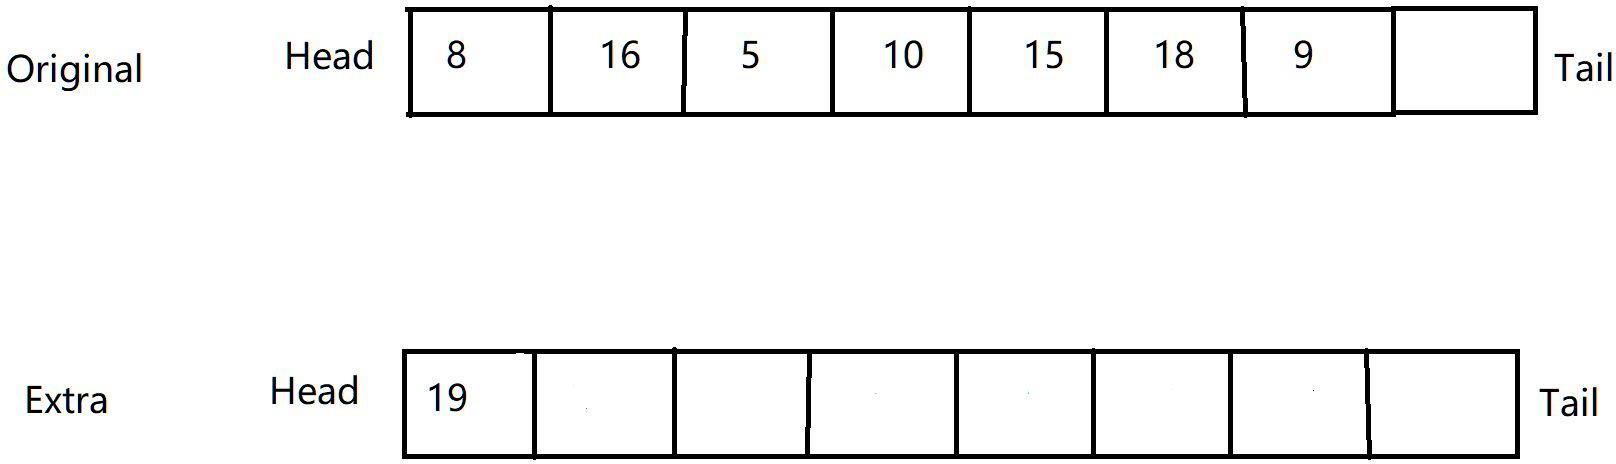 Original Head 8 16 5 10 15 18 9 Tail
Extra Head 19 Tail